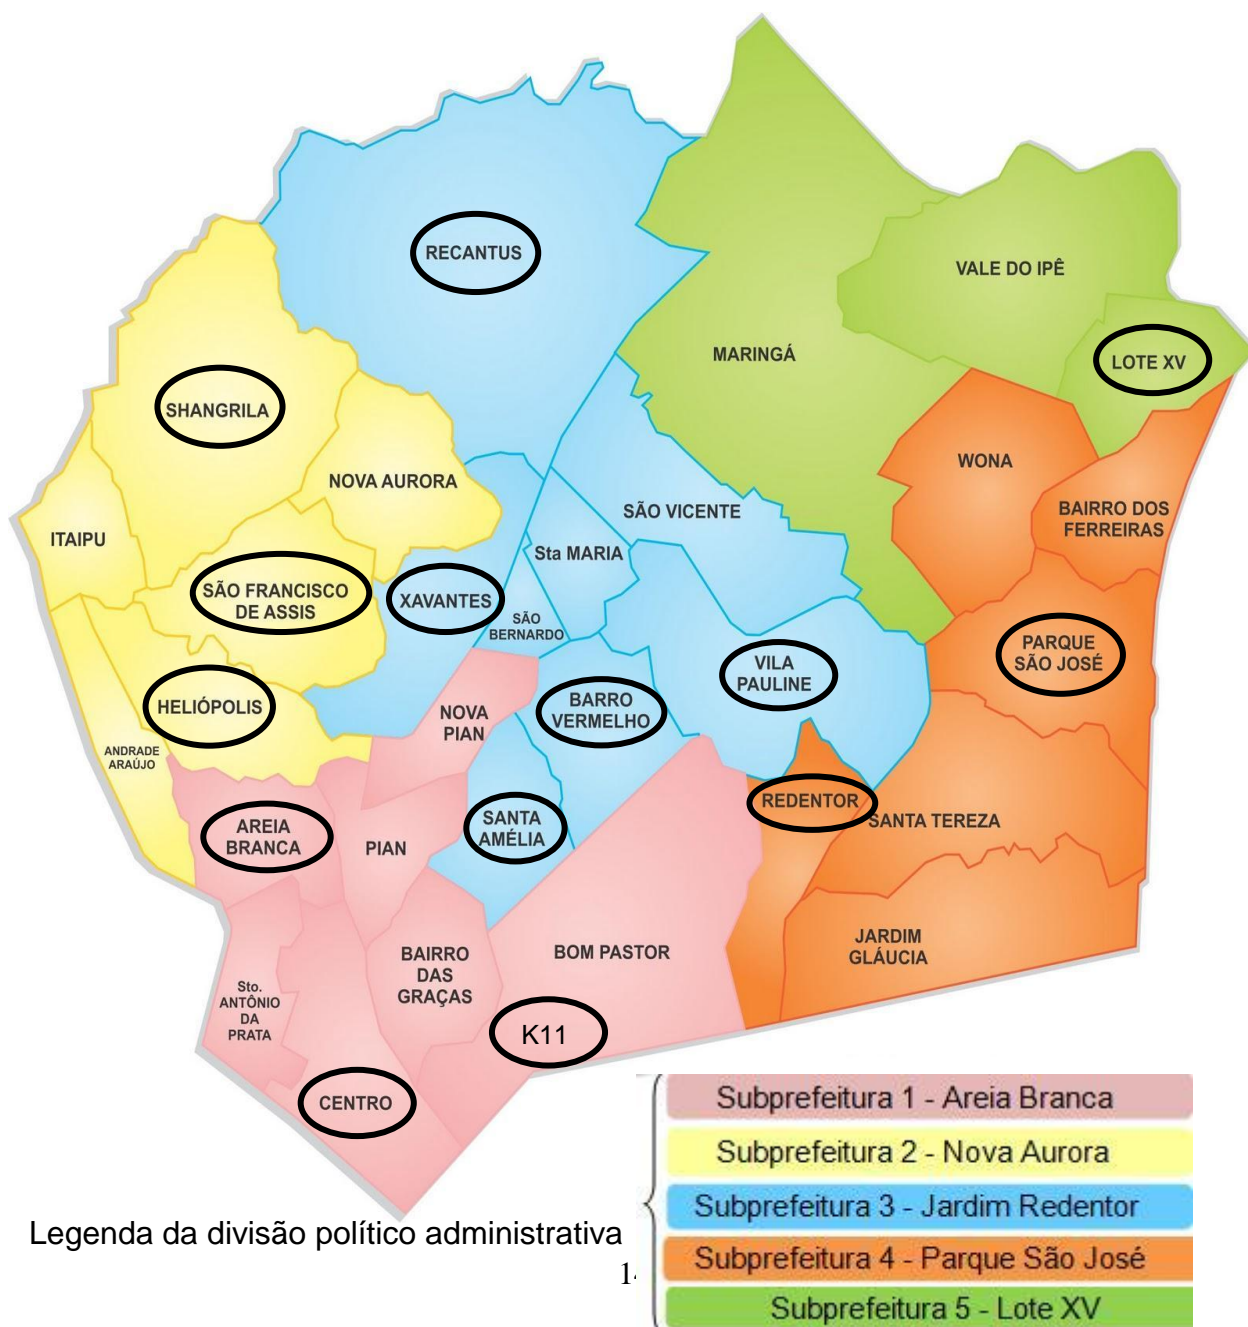 RECANTUS
VALE DO IPÊ
MARINGÁ
LOTE XV
SHANGRILA
NOVA AURORA
WONA
SÃO VICENTE
BAIRRO DOS
FERREIRAS
ITAIPU
Sta MARIA
SÃO FRANCISCO
DE ASSIS
XAVANTES
SÃO
BERNARDO
PARQUE
SÃO JOSÉ
VILA
PAULINE
HELIÓPOLIS
NOVA
PIAN
BARRO
VERMELHO
ANDRADE
ARAÚJO
REDENTOR
SANTA TEREZA
AREIA
BRANCA
PIAN
SANTA
AMÉLIA
BAIRRO
DAS
GRAÇAS
BOM PASTOR
JARDIM
GLÁUCIA
Sto.
ANTÔNIO
DA
PRATA
K11
CENTRO
Subprefeitura 1 - Areia Branca
Subprefeitura 2 - Nova Aurora
Subprefeitura 3 - Jardim Redentor
Subprefeitura 4 - Parque São José
Subprefeitura 5 - Lote XV
Legenda da divisão político administrativa